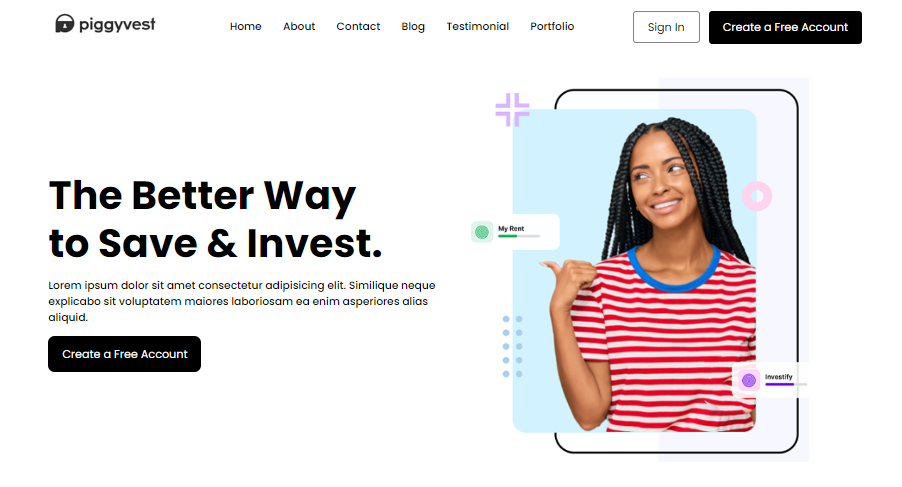 piggyvest
Home About Contact Blog Testimonial Portfolio
Sign In
Create a Free Account
The Better Way
to Save & Invest.
Lorem ipsum dolor sit amet consectetur adipisicing elit. Similique neque
explicabo sit voluptatem maiores laboriosam ea enim asperiores alias
aliquid.
Create a Free Account
My Rent
Investify